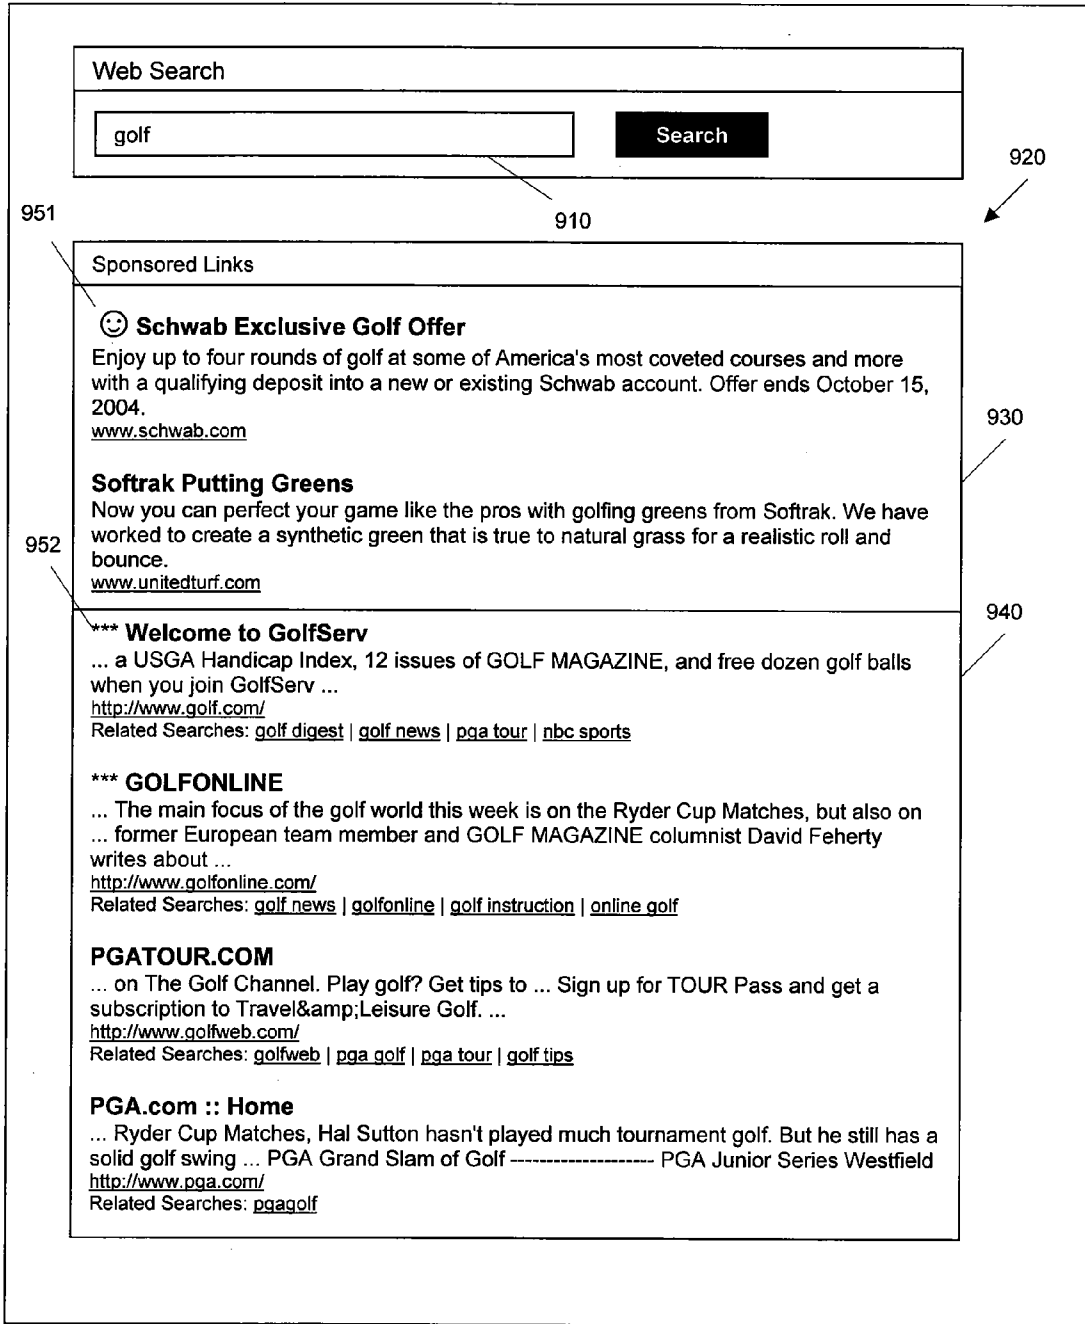 Web Search
golf
Search
920
951
910
Sponsored Links
☺ Schwab Exclusive Golf Offer
Enjoy up to four rounds of golf at some of America's most coveted courses and more
with a qualifying deposit into a new or existing Schwab account. Offer ends October 15,
2004.
www.schwab.com
930
Softrak Putting Greens
Now you can perfect your game like the pros with golfing greens from Softrak. We have
worked to create a synthetic green that is true to natural grass for a realistic roll and
952
bounce.
www.unitedturf.com
940
*** Welcome to GolfServ
... a USGA Handicap Index, 12 issues of GOLF MAGAZINE, and free dozen golf balls
when you join GolfServ ...
http://www.golf.com/
Related Searches: golf digest | golf news | pga tour | nbc sports
*** GOLFONLINE
... The main focus of the golf world this week is on the Ryder Cup Matches, but also on
... former European team member and GOLF MAGAZINE columnist David Feherty
writes about ...
http://www.golfonline.com/
Related Searches: golf news | golfonline | golf instruction | online golf
PGATOUR.COM
... on The Golf Channel. Play golf? Get tips to ... Sign up for TOUR Pass and get a
subscription to Travel&amp;Leisure Golf. ...
http://www.golfweb.com/
Related Searches: golfweb | pga golf | pga tour | golf tips
PGA.com :: Home
... Ryder Cup Matches, Hal Sutton hasn't played much tournament golf. But he still has a
solid golf swing ... PGA Grand Slam of Golf -------------------- PGA Junior Series Westfield
http://www.pga.com/
Related Searches: pgagolf